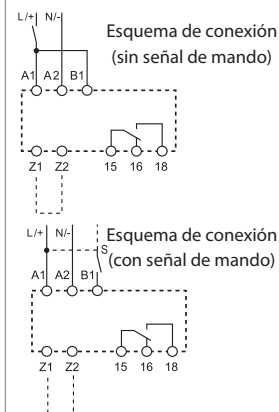 L/+ N/-
Esquema de conexión
(sin señal de mando)
A1 A2 B1
Z1 Z2 15 16 18
L/+ N/-
Esquema de conexión
S
(con señal de mando)
A1 A2 B1
Z1 Z2 15 16 18